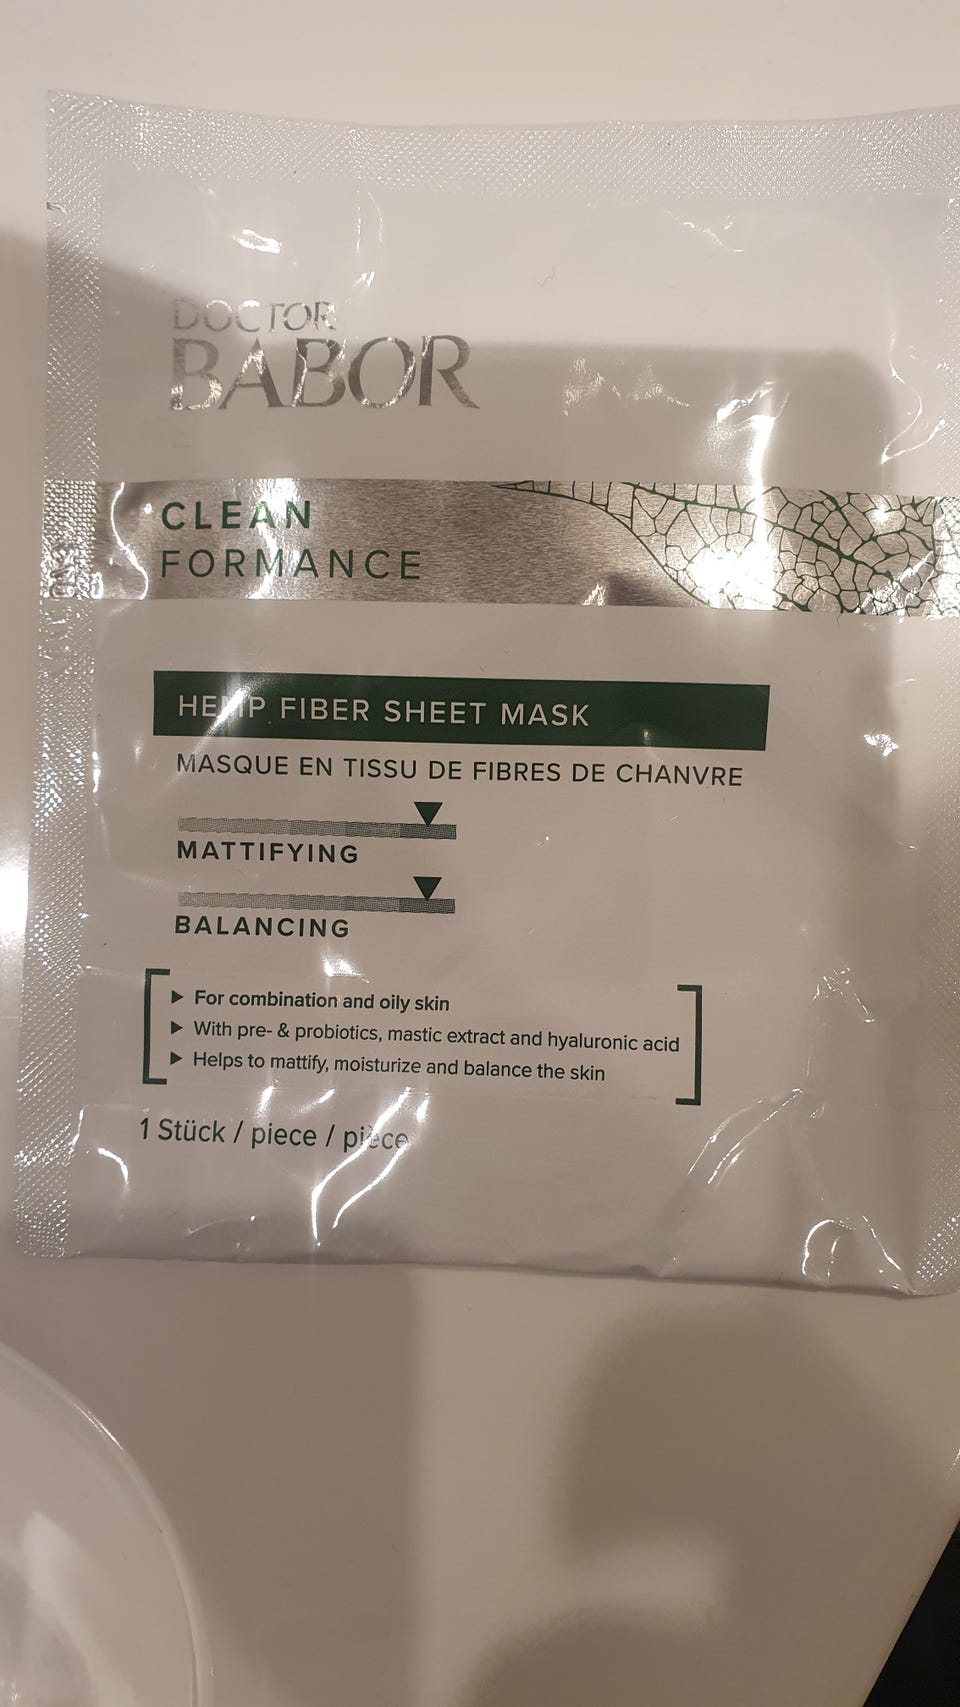 DOCTOR
BABOR
CLEAN
FORMANCE
HEMP FIBER SHEET MASK
MASQUE EN TISSU DE FIBRES DE CHANVRE
MATTIFYING
BALANCING
For combination and oily skin
With pre- & probiotics, mastic extract and hyaluronic acid
Helps to mattify, moisturize and balance the skin
1 Stück / piece / pièce